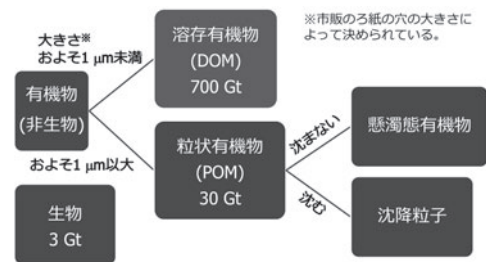 大きさ※
およそ1 μm未満
溶存有機物
(DOM)
700 Gt
※市販のろ紙の穴の大きさに
よって決められている。
有機物
(非生物)
およそ1 μm以大
粒状有機物
(POM)
30 Gt
沈まない
懸濁態有機物
沈む
沈降粒子
生物
3 Gt